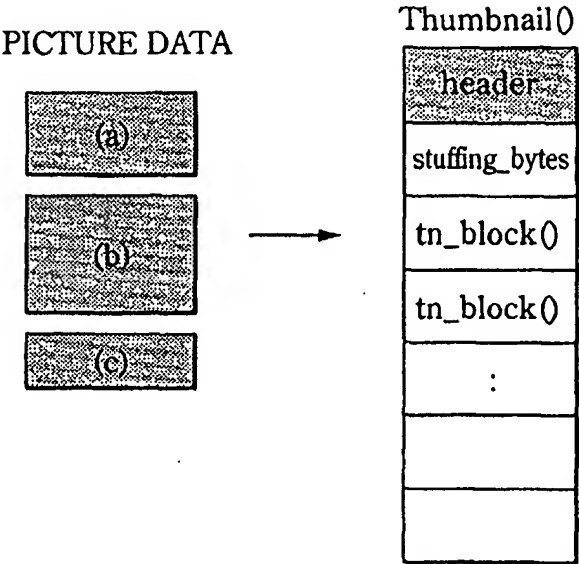 PICTURE DATA
(a)
(b)
(c)
Thumbnail()
header
stuffing_bytes
tn_block()
tn_block()
: